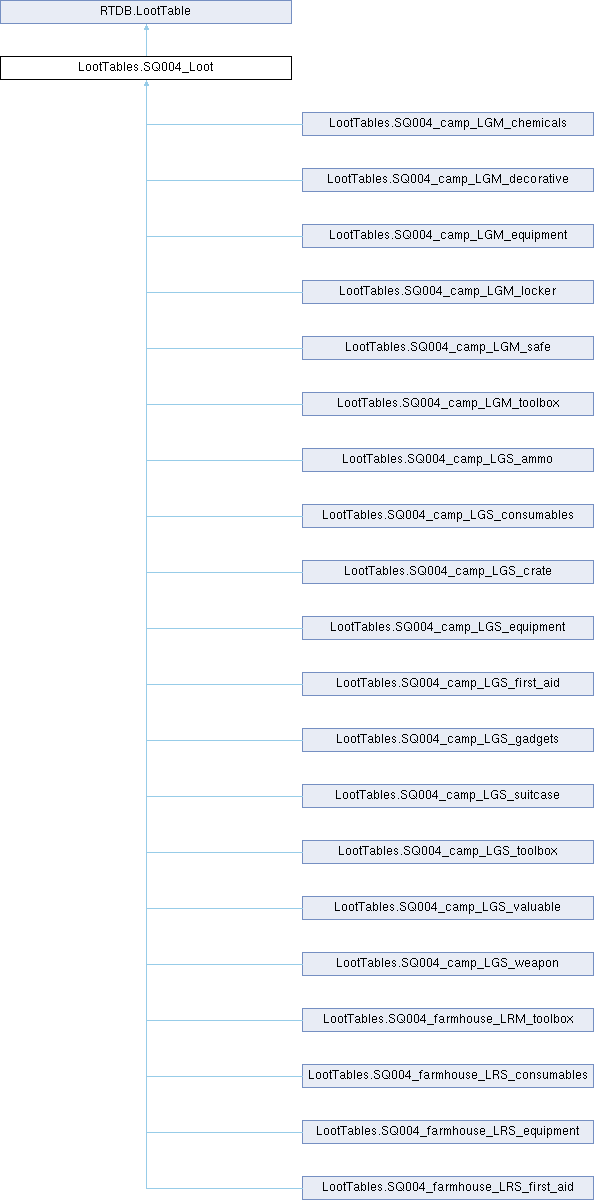 RTDB.LootTable
LootTables.SQ004_Loot
LootTables.SQ004_camp_LGM_chemicals
LootTables.SQ004_camp_LGM_decorative
LootTables.SQ004_camp_LGM_equipment
LootTables.SQ004_camp_LGM_locker
LootTables.SQ004_camp_LGM_safe
LootTables.SQ004_camp_LGM_toolbox
LootTables.SQ004_camp_LGS_ammo
LootTables.SQ004_camp_LGS_consumables
LootTables.SQ004_camp_LGS_crate
LootTables.SQ004_camp_LGS_equipment
LootTables.SQ004_camp_LGS_first_aid
LootTables.SQ004_camp_LGS_gadgets
LootTables.SQ004_camp_LGS_suitcase
LootTables.SQ004_camp_LGS_toolbox
LootTables.SQ004_camp_LGS_valuable
LootTables.SQ004_camp_LGS_weapon
LootTables.SQ004_farmhouse_LRM_toolbox
LootTables.SQ004_farmhouse_LRS_consumables
LootTables.SQ004_farmhouse_LRS_equipment
LootTables.SQ004_farmhouse_LRS_first_aid